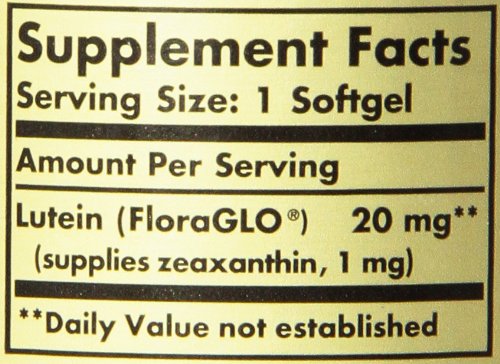 Supplement Facts
Serving Size: 1 Softgel
Amount Per Serving
Lutein (FloraGLO®) 20 mg**
(supplies zeaxanthin, 1 mg)
**Daily Value not established